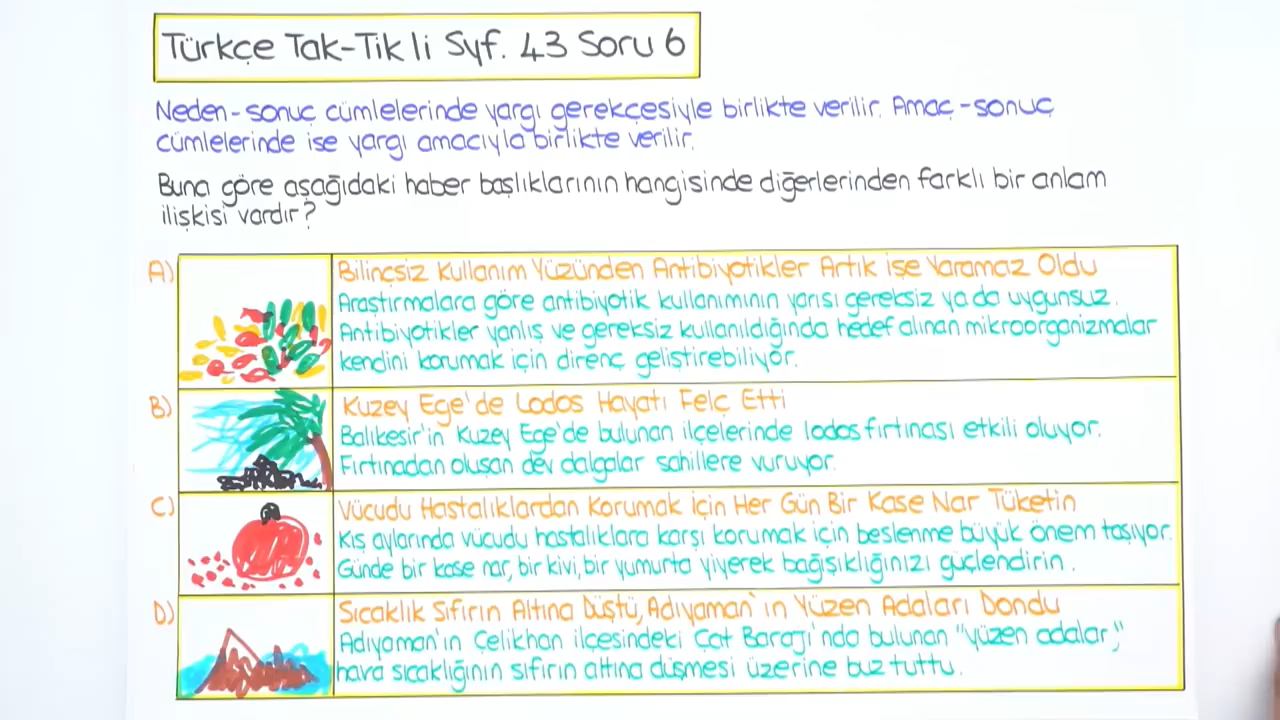 Türkçe Tak-Tikli Syf. 43 Soru 6
Neden-sonuç cümlelerinde yargı gerekçesiyle birlikte verilir. Amaç-sonuç
cümlelerinde ise yargı amacıyla birlikte verilir.
Buna göre aşağıdaki haber başlıklarının hangisinde diğerlerinden farklı bir anlam
ilişkisi vardır?
A) Bilinçsiz Kullanım Yüzünden Antibiyotikler Artık İşe Yaramaz Oldu
Araştırmalara göre antibiyotik kullanımının yarısı gereksiz ya da uygunsuz.
Antibiyotikler yanlış ve gereksiz kullanıldığında hedef alınan mikroorganizmalar
kendini korumak için direnç geliştirebiliyor.
B) Kuzey Ege'de Lodos Hayatı Felç Etti
Balıkesir'in Kuzey Ege'de bulunan ilçelerinde lodos fırtınası etkili oluyor.
Fırtınadan oluşan dev dalgalar sahillere vuruyor.
C) Vücudu Hastalıklardan Korumak İçin Her Gün Bir Kase Nar Tüketin
Kış aylarında vücudu hastalıklara karşı korumak için beslenme büyük önem taşıyor.
Günde bir kase nar, bir kivi, bir yumurta yiyerek bağışıklığınızı güçlendirin.
D) Sıcaklık Sıfırın Altına Düştü, Adıyaman'ın Yüzen Adaları Dondu
Adıyaman'ın Çelikhan ilçesindeki Çat Barajı'nda bulunan "yüzen adalar,"
hava sıcaklığının sıfırın altına düşmesi üzerine buz tuttu.